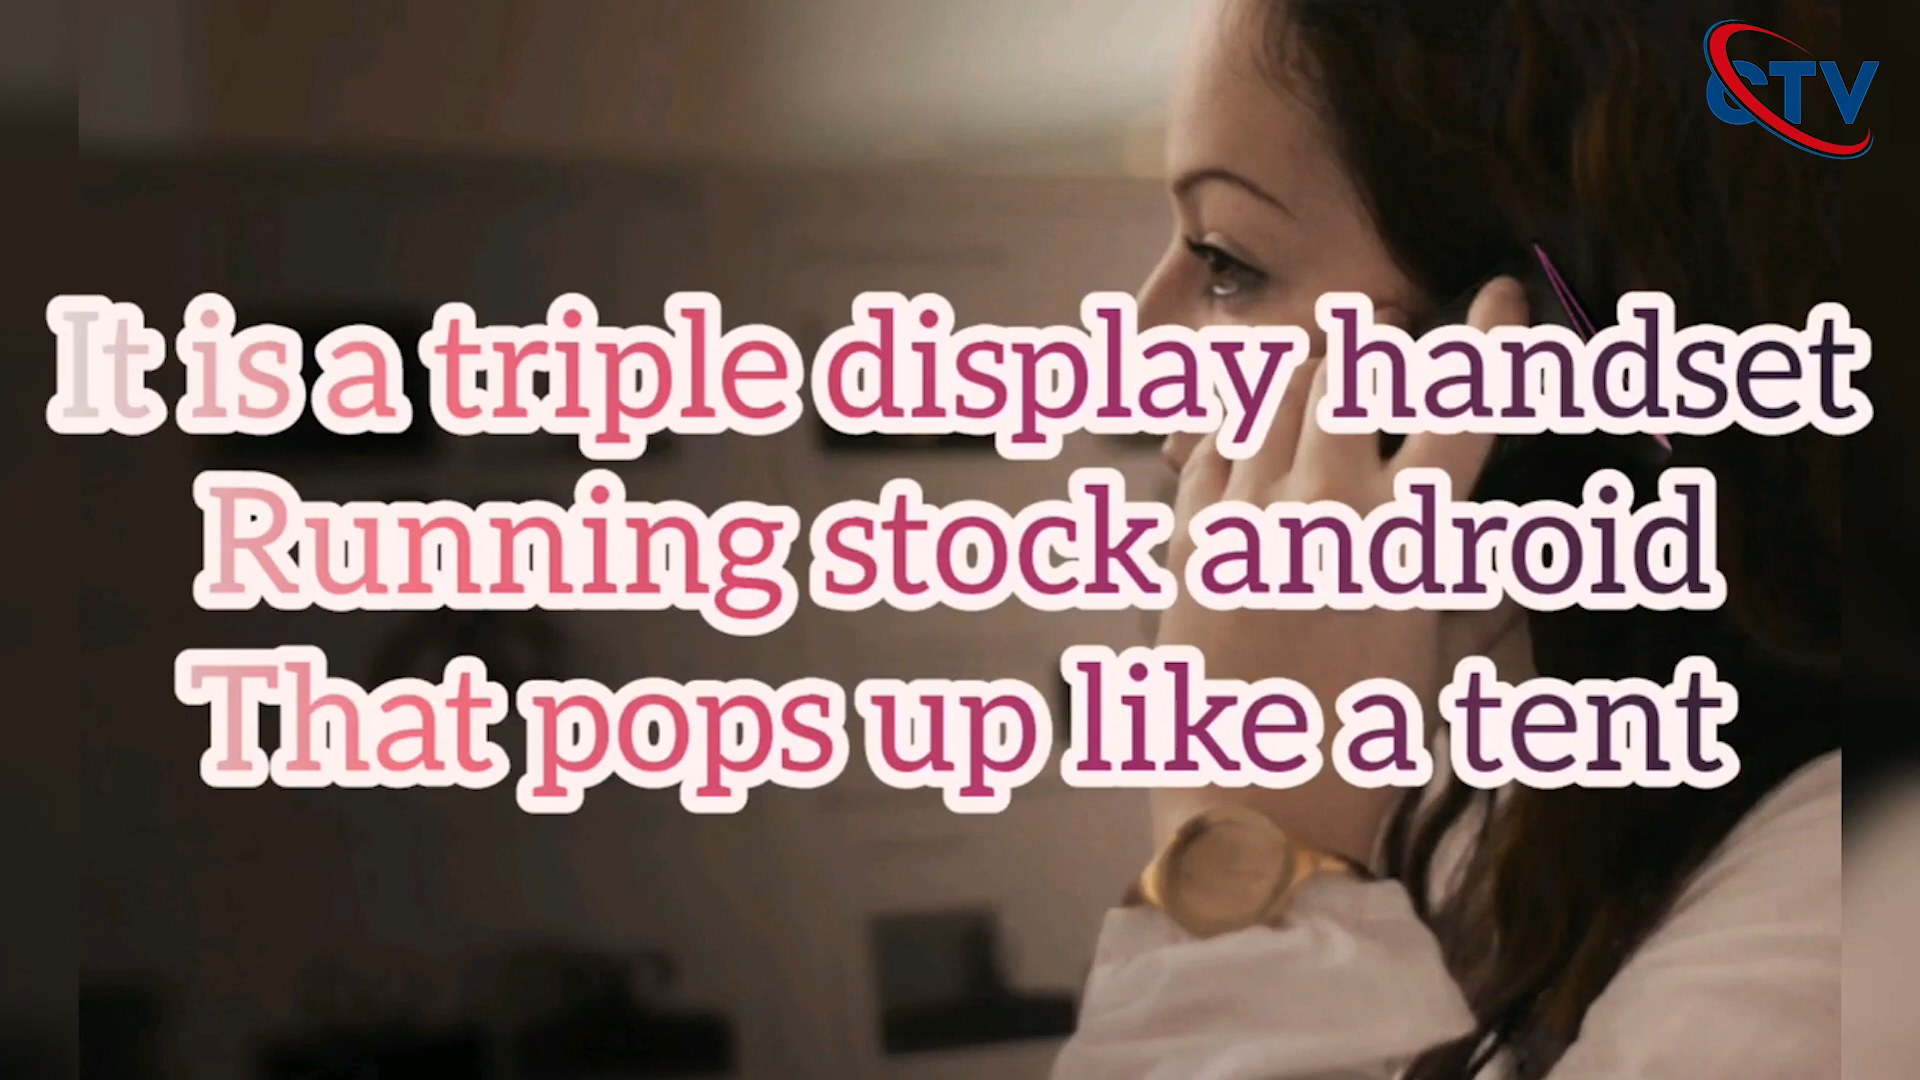 CTV
It is a triple display handset
Running stock android
That pops up like a tent